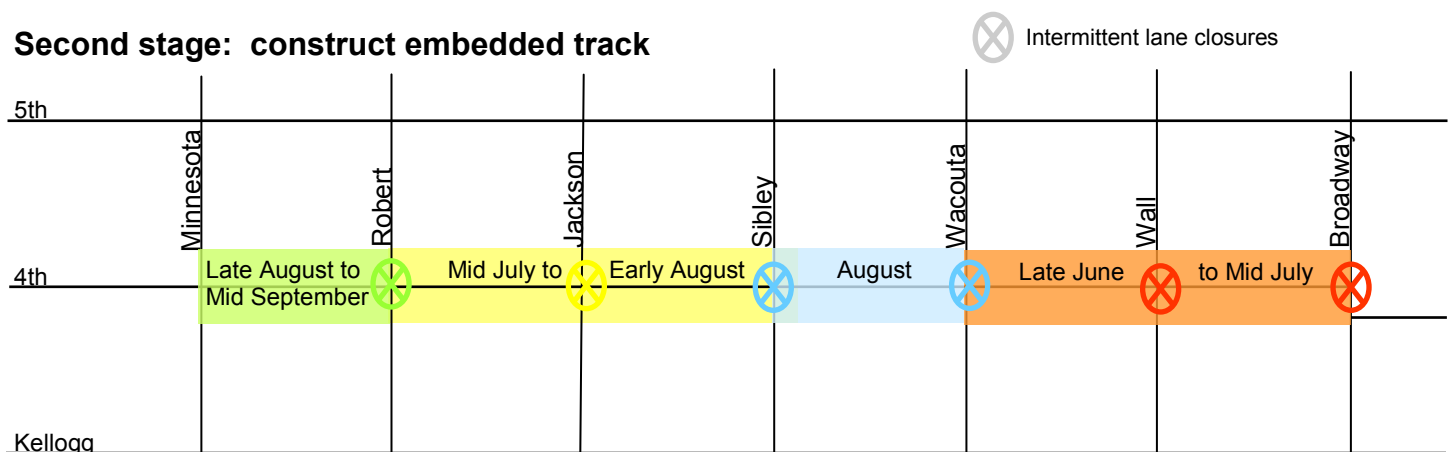 Second stage: construct embedded track
Intermittent lane closures
5th
Minnesota
Robert
Jackson
Sibley
Wacouta
Wall
Broadway
4th
Late August to
Mid September
Mid July to
Early August
August
Late June
to Mid July
Kellogg